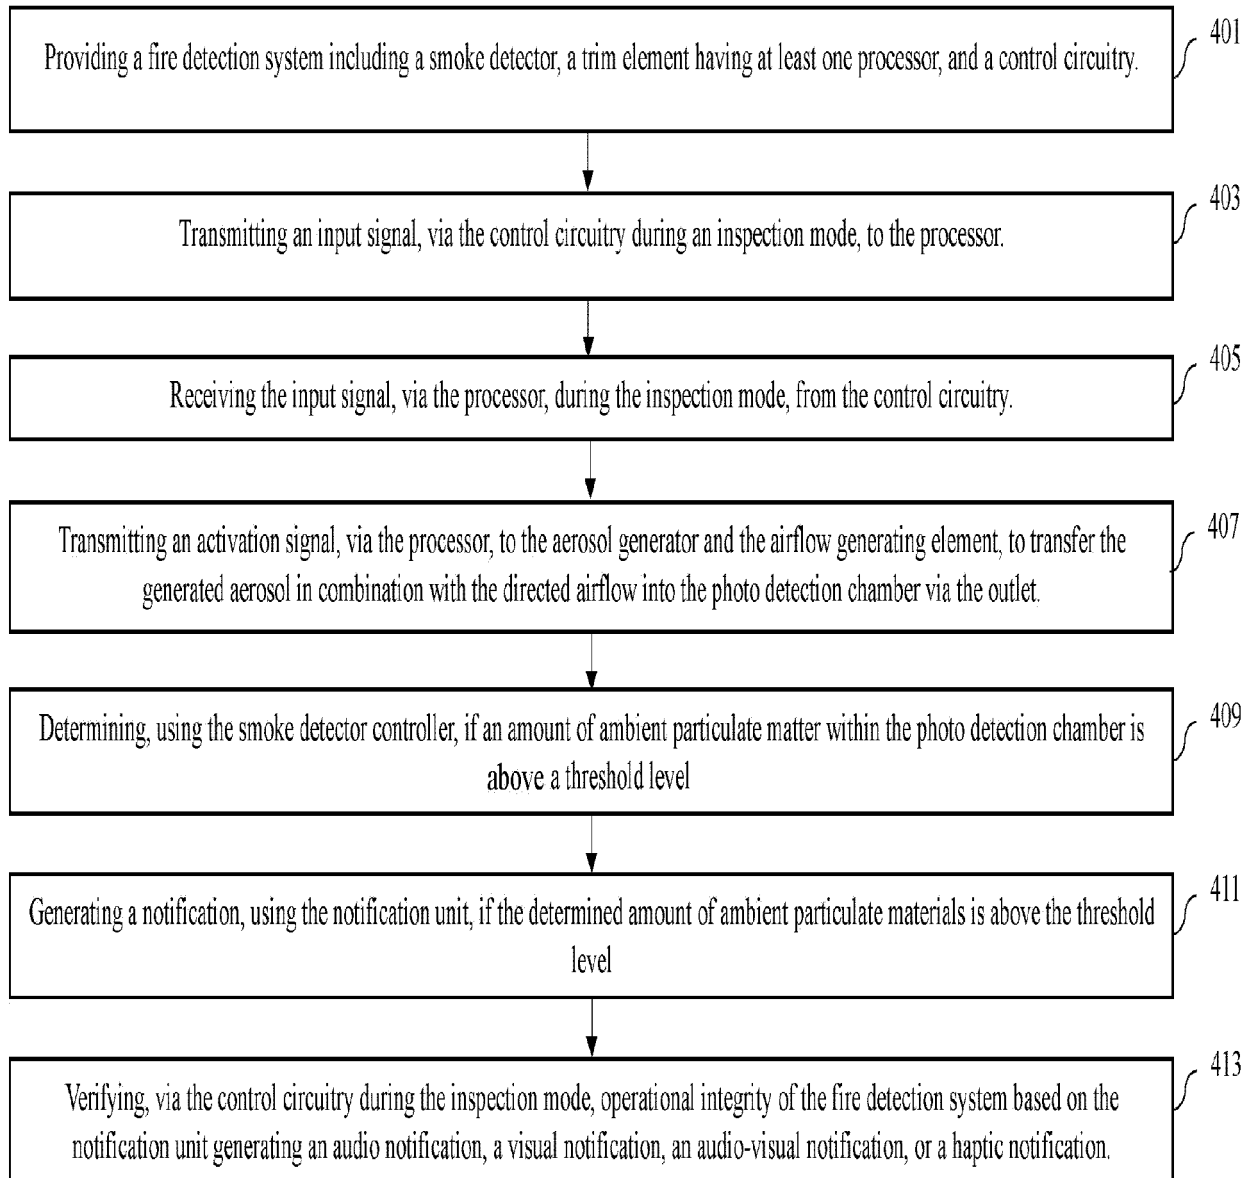 401
Providing a fire detection system including a smoke detector, a trim element having at least one processor, and a control circuitry.
403
Transmitting an input signal, via the control circuitry during an inspection mode, to the processor.
405
Receiving the input signal, via the processor, during the inspection mode, from the control circuitry.
407
Transmitting an activation signal, via the processor, to the aerosol generator and the airflow generating element, to transfer the
generated aerosol in combination with the directed airflow into the photo detection chamber via the outlet.
409
Determining, using the smoke detector controller, if an amount of ambient particulate matter within the photo detection chamber is
above a threshold level
411
Generating a notification, using the notification unit, if the determined amount of ambient particulate materials is above the threshold
level
413
Verifying, via the control circuitry during the inspection mode, operational integrity of the fire detection system based on the
notification unit generating an audio notification, a visual notification, an audio-visual notification, or a haptic notification.